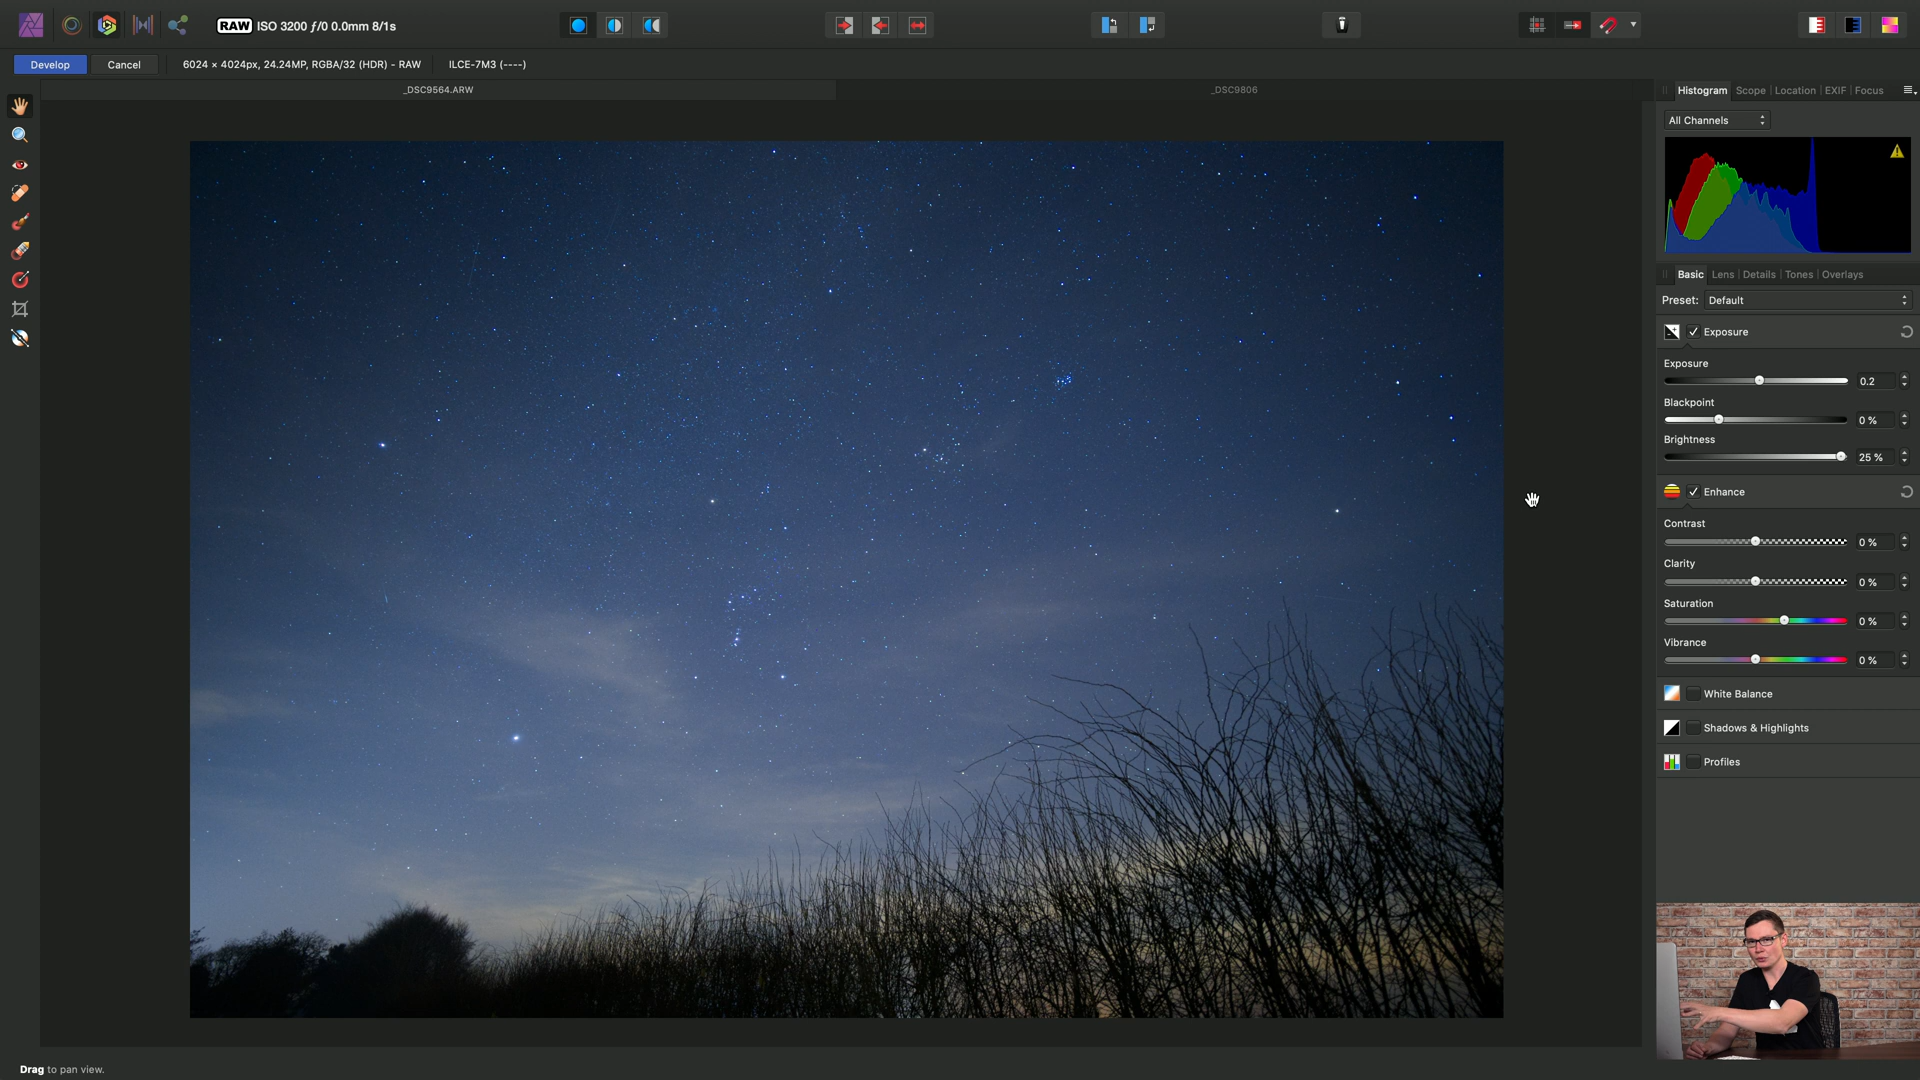 RAW ISO 3200 ƒ/0 0.0mm 8/1s
Develop Cancel 6024 × 4024px, 24.24MP, RGBA/32 (HDR) - RAW ILCE-7M3 (----)
_DSC9564.ARW _DSC9806
Histogram Scope Location EXIF Focus
All Channels
Basic Lens Details Tones Overlays
Preset: Default
Exposure
Exposure
0.2
Blackpoint
0 %
Brightness
25 %
Enhance
Contrast
0 %
Clarity
0 %
Saturation
0 %
Vibrance
0 %
White Balance
Shadows & Highlights
Profiles
Drag to pan view.